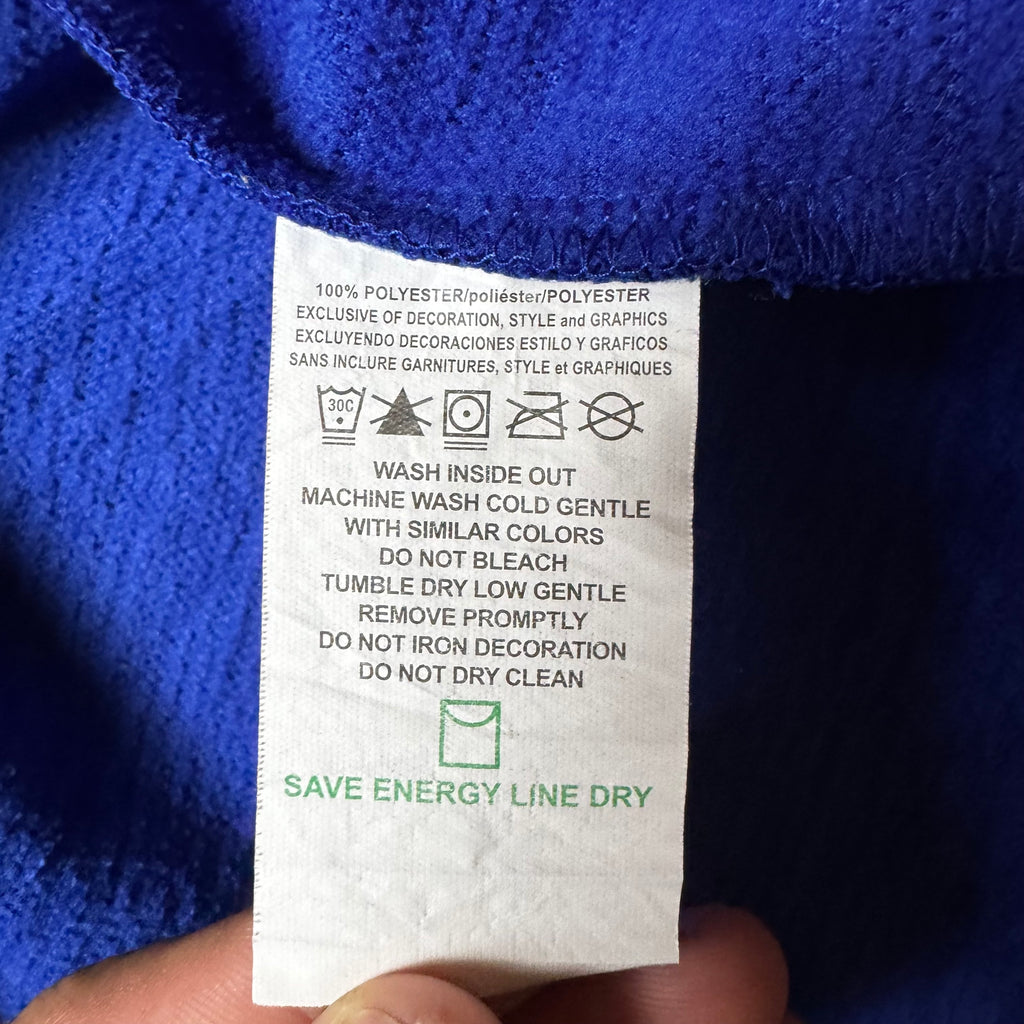 100% POLYESTER/poliéster/POLYESTER
EXCLUSIVE OF DECORATION, STYLE and GRAPHICS
EXCLUYENDO DECORACIONES ESTILO Y GRAFICOS
SANS INCLURE GARNITURES, STYLE et GRAPHIQUES
30C
WASH INSIDE OUT
MACHINE WASH COLD GENTLE
WITH SIMILAR COLORS
DO NOT BLEACH
TUMBLE DRY LOW GENTLE
REMOVE PROMPTLY
DO NOT IRON DECORATION
DO NOT DRY CLEAN
SAVE ENERGY LINE DRY